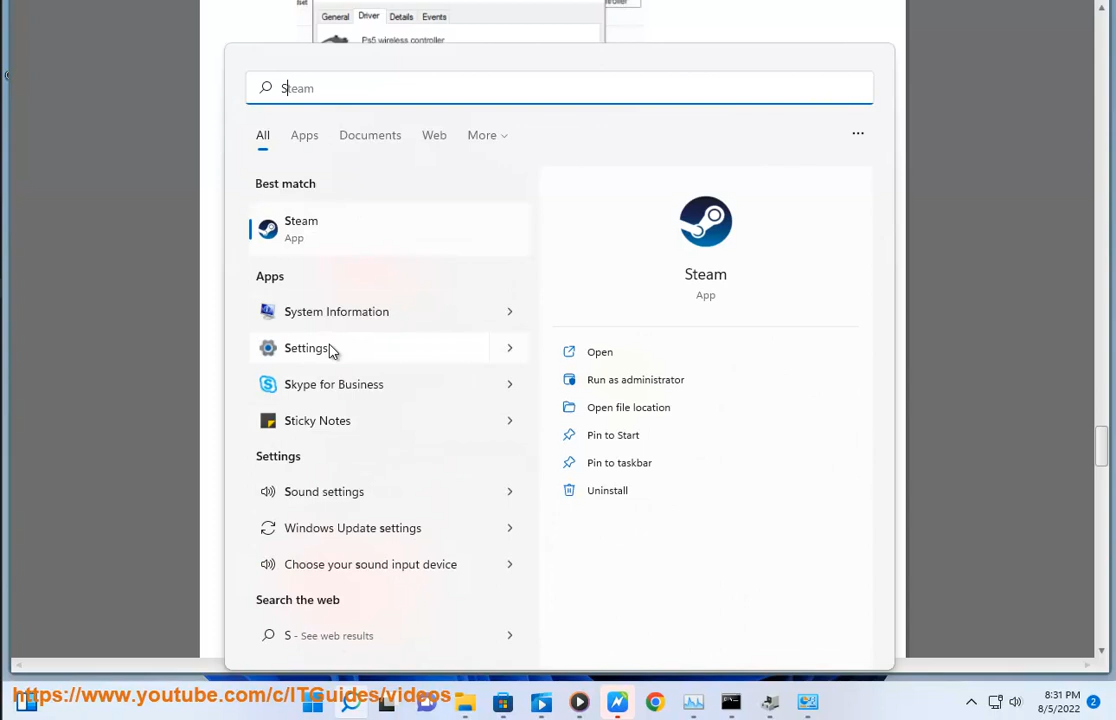 General Driver Details Events
Ps5 wireless controller
Steam
All Apps Documents Web More
Best match
Steam
App
Apps
System Information
Settings
Skype for Business
Sticky Notes
Settings
Sound settings
Windows Update settings
Choose your sound input device
Search the web
S - See web results
Steam
App
Open
Run as administrator
Open file location
Pin to Start
Pin to taskbar
Uninstall
https://www.youtube.com/c/ITGuides/videos
8:31 PM
8/5/2022
2